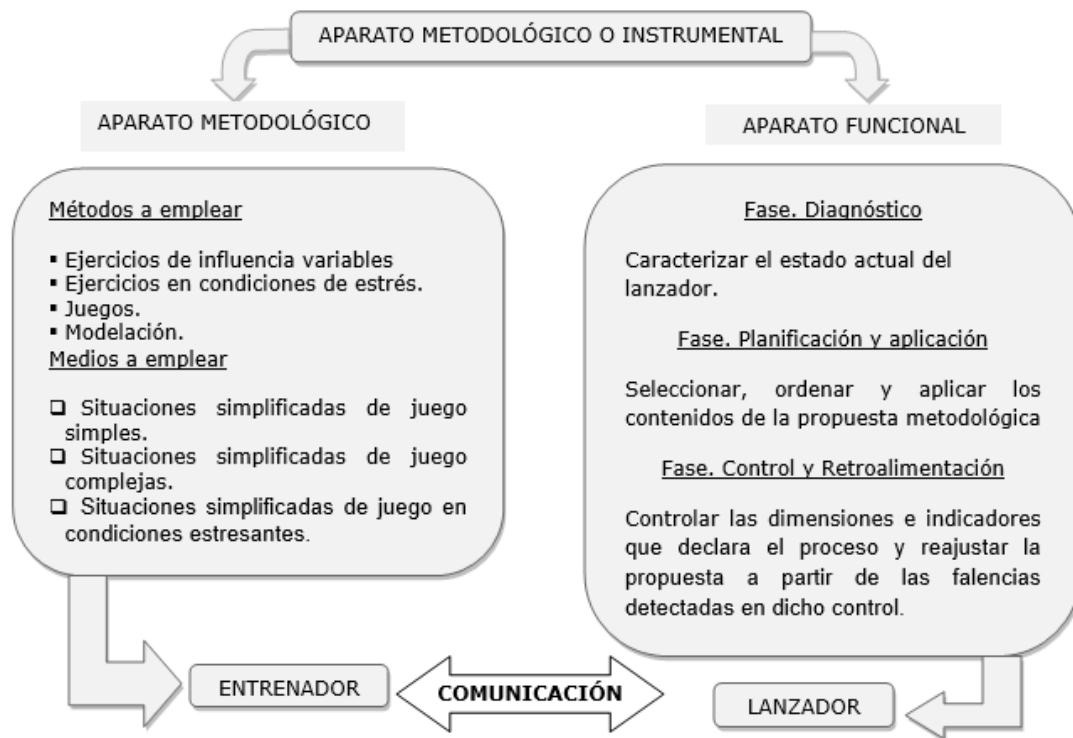 APARATO METODOLÓGICO O INSTRUMENTAL
APARATO METODOLÓGICO
Métodos a emplear
▪ Ejercicios de influencia variables
▪ Ejercicios en condiciones de estrés.
▪ Juegos.
▪ Modelación.
Medios a emplear
❑ Situaciones simplificadas de juego
simples.
❑ Situaciones simplificadas de juego
complejas.
❑ Situaciones simplificadas de juego en
condiciones estresantes.
APARATO FUNCIONAL
Fase. Diagnóstico
Caracterizar el estado actual del
lanzador.
Fase. Planificación y aplicación
Seleccionar, ordenar y aplicar los
contenidos de la propuesta metodológica
Fase. Control y Retroalimentación
Controlar las dimensiones e indicadores
que declara el proceso y reajustar la
propuesta a partir de las falencias
detectadas en dicho control.
ENTRENADOR
COMUNICACIÓN
LANZADOR